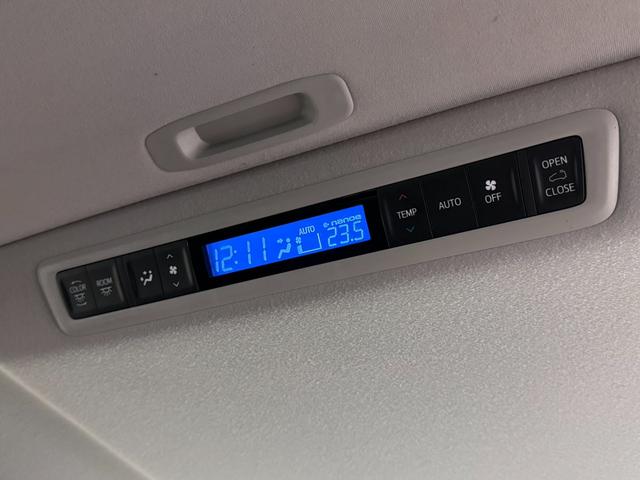 COLOR
ROOM
12:11
AUTO
e-nanoe
23.5
TEMP
AUTO
OFF
OPEN
CLOSE